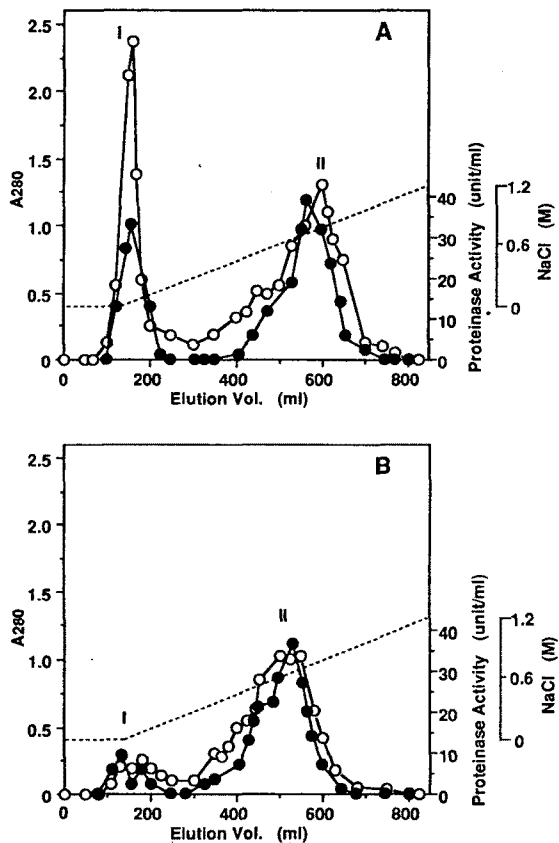 A
I
II
2.5
2.0
1.5
1.0
0.5
0
A280
0 200 400 600 800
Elution Vol. (ml)
40
30
20
10
0
Proteinase Activity (unit/ml)
1.2
0.6
0
NaCl (M)
B
I
II
2.5
2.0
1.5
1.0
0.5
0
A280
0 200 400 600 800
Elution Vol. (ml)
40
30
20
10
0
Proteinase Activity (unit/ml)
1.2
0.6
0
NaCl (M)